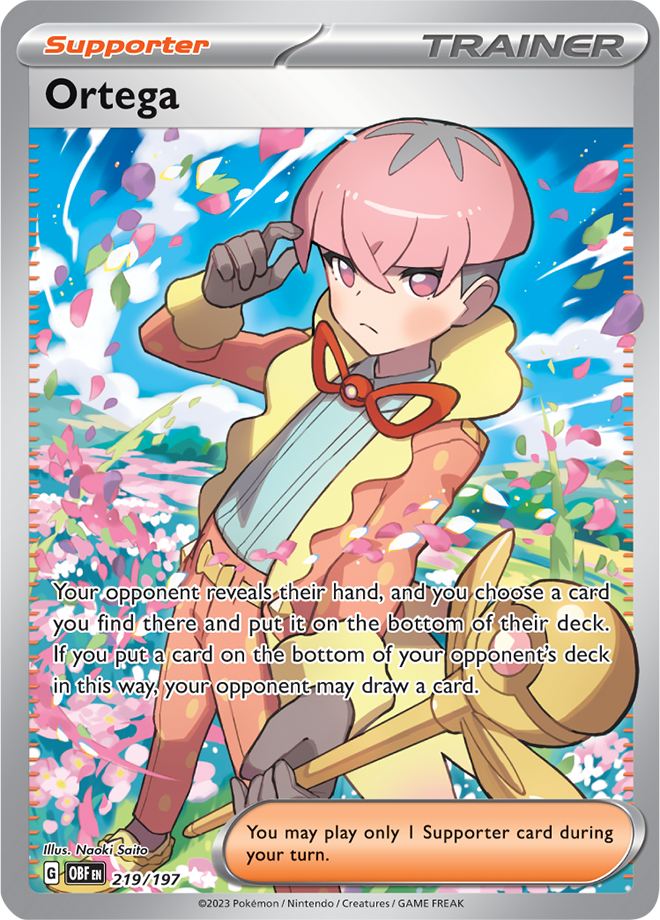 Supporter
TRAINER
Ortega
Your opponent reveals their hand, and you choose a card
you find there and put it on the bottom of their deck.
If you put a card on the bottom of your opponent's deck
in this way, your opponent may draw a card.
You may play only 1 Supporter card during
your turn.
Illus. Naoki Saito
G OBF EN 219/197
©2023 Pokémon / Nintendo / Creatures / GAME FREAK